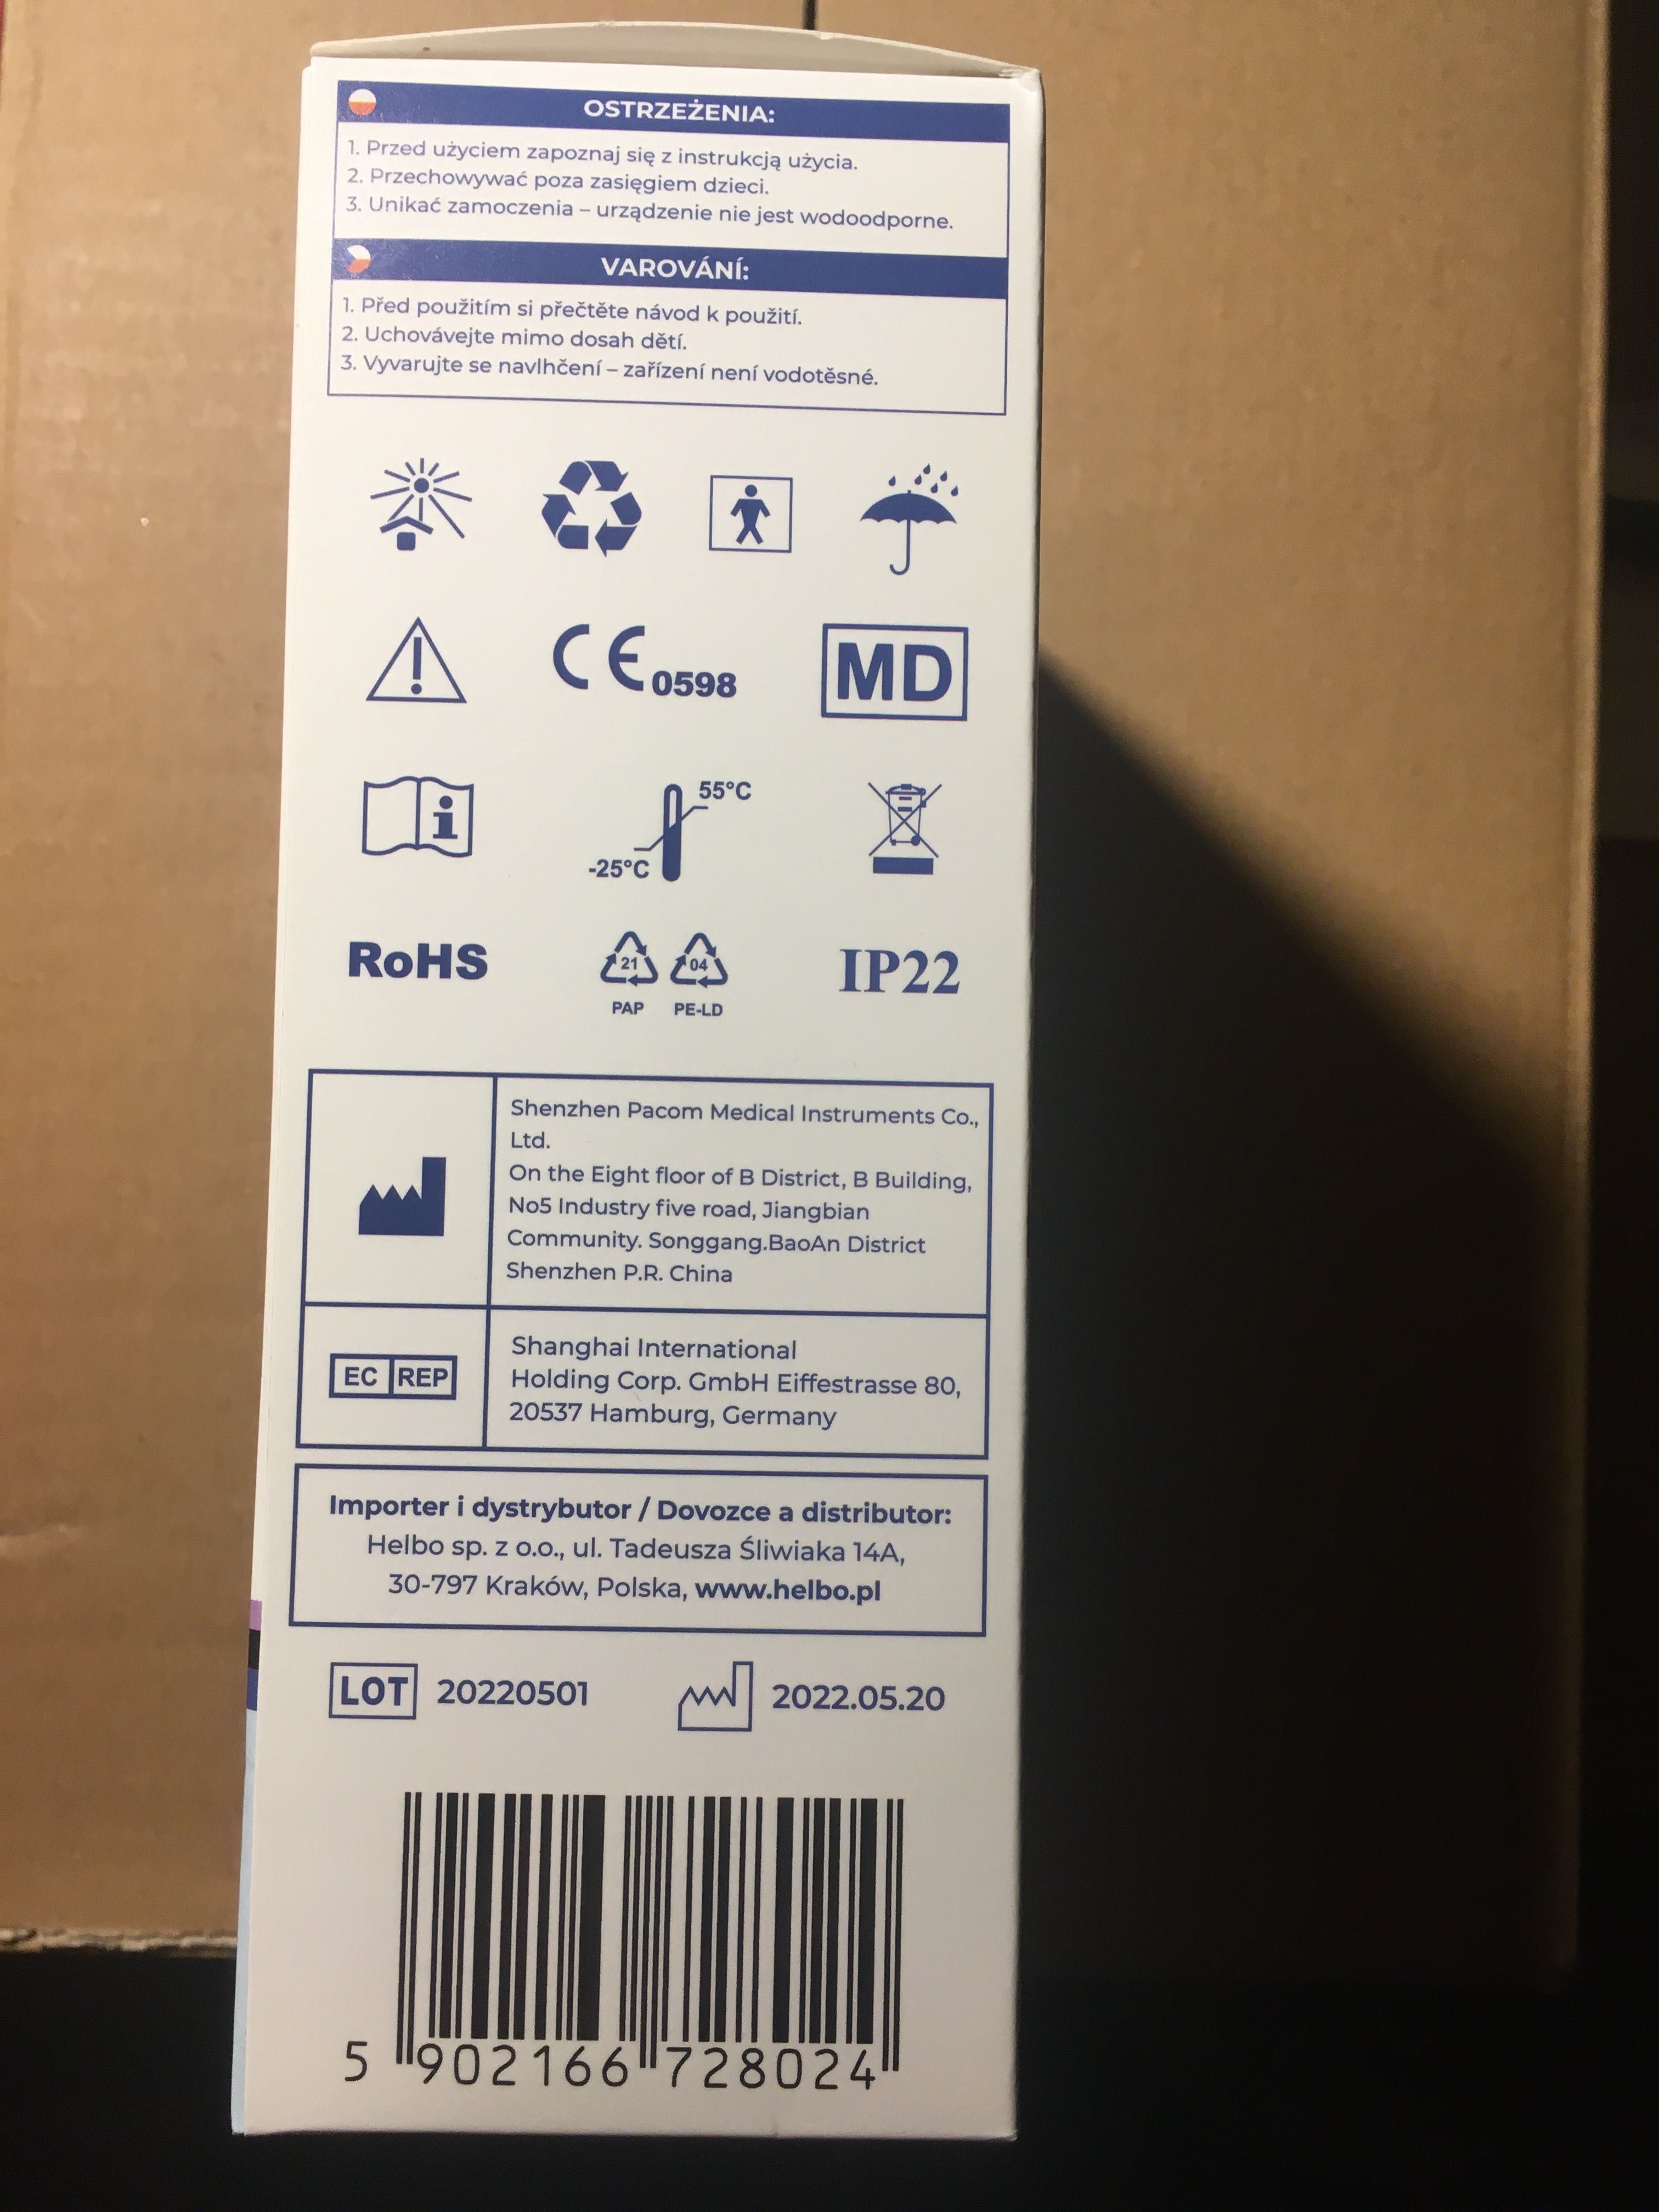 OSTRZEŻENIA:
1. Przed użyciem zapoznaj się z instrukcją użycia.
2. Przechowywać poza zasięgiem dzieci.
3. Unikać zamoczenia – urządzenie nie jest wodoodporne.
VAROVÁNÍ:
1. Před použitím si přečtěte návod k použití.
2. Uchovávejte mimo dosah dětí.
3. Vyvarujte se navlhčení – zařízení není vodotěsné.
CE 0598
MD
55°C
-25°C
RoHS
21 04
PAP PE-LD
IP22
Shenzhen Pacom Medical Instruments Co.,
Ltd.
On the Eight floor of B District, B Building,
No5 Industry five road, Jiangbian
Community. Songgang.BaoAn District
Shenzhen P.R. China
EC REP
Shanghai International
Holding Corp. GmbH Eiffestrasse 80,
20537 Hamburg, Germany
Importer i dystrybutor / Dovozce a distributor:
Helbo sp. z o.o., ul. Tadeusza Śliwiaka 14A,
30-797 Kraków, Polska, www.helbo.pl
LOT 20220501
2022.05.20
5 902166 728024